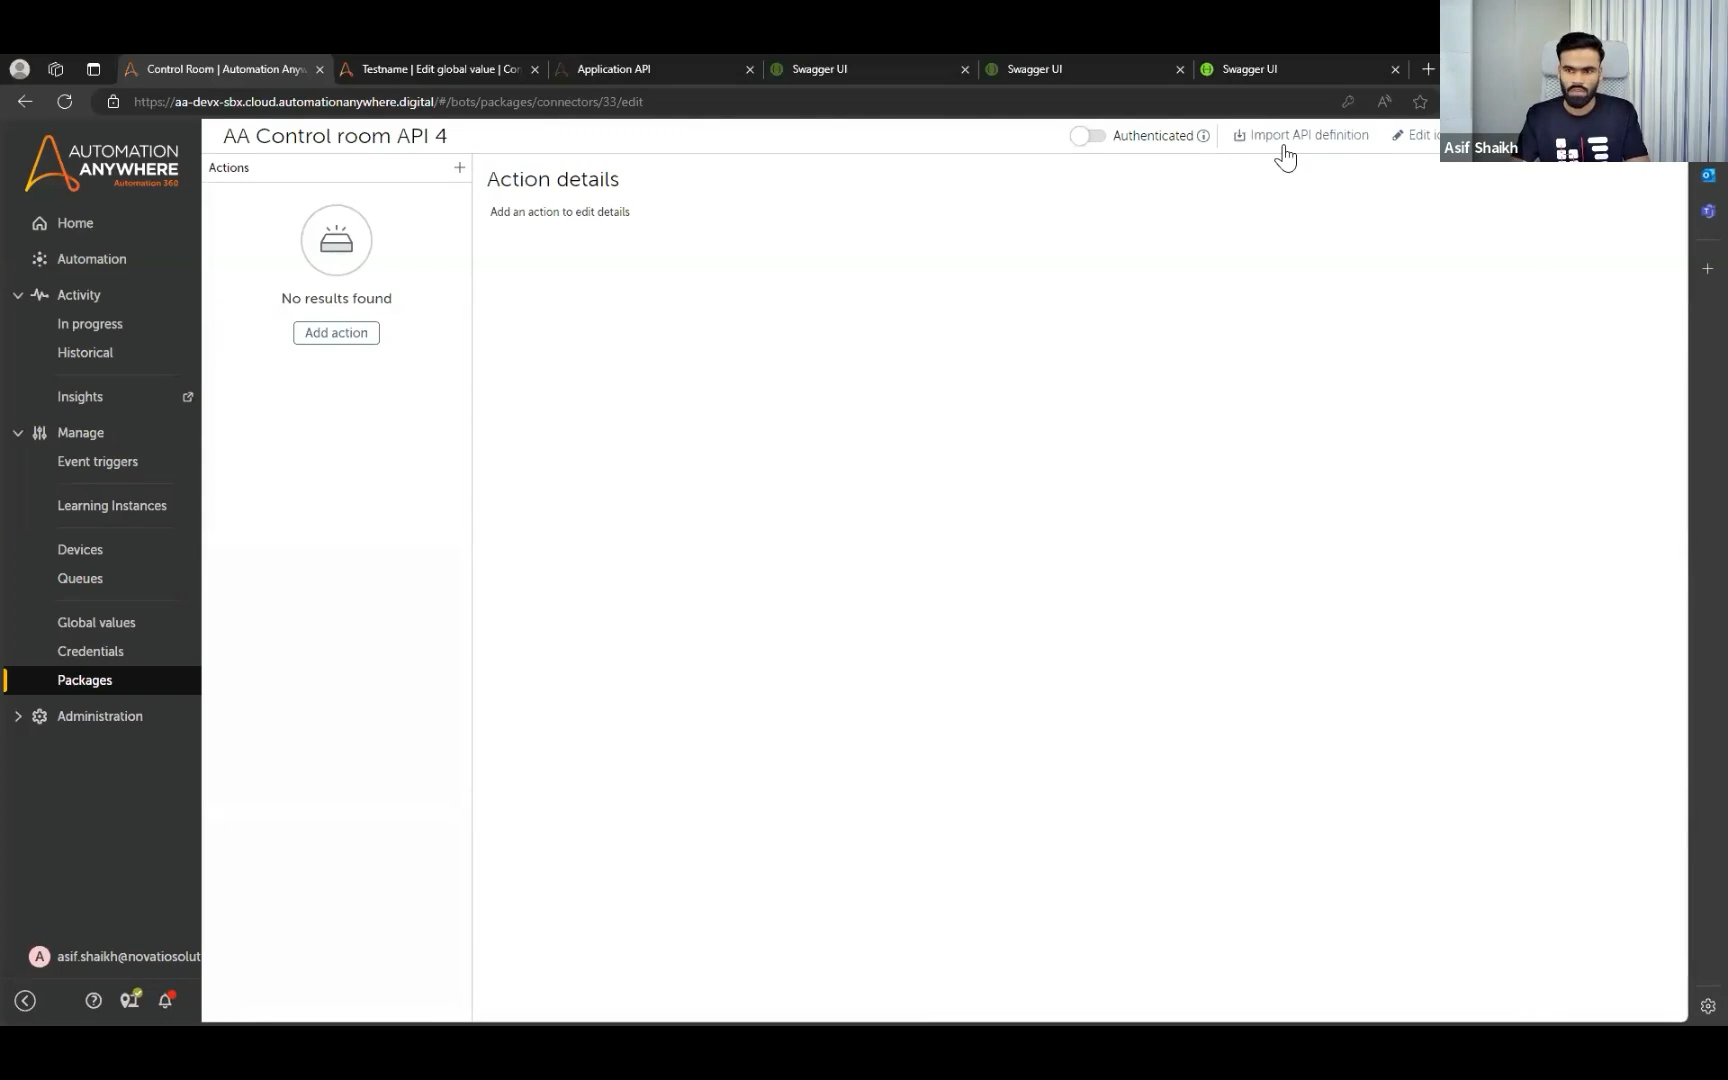 Control Room | Automation Any
Testname | Edit global value | Co
Application API
Swagger UI
Swagger UI
Swagger UI
https://aa-devx-sbx.cloud.automationanywhere.digital/#/bots/packages/connectors/33/edit
AUTOMATION
ANYWHERE
Automation 360
Home
Automation
Activity
In progress
Historical
Insights
Manage
Event triggers
Learning Instances
Devices
Queues
Global values
Credentials
Packages
Administration
A
asif.shaikh@novatiosolut
AA Control room API 4
Authenticated
Import API definition
Edit ic
Actions
No results found
Add action
Action details
Add an action to edit details
Asif Shaikh